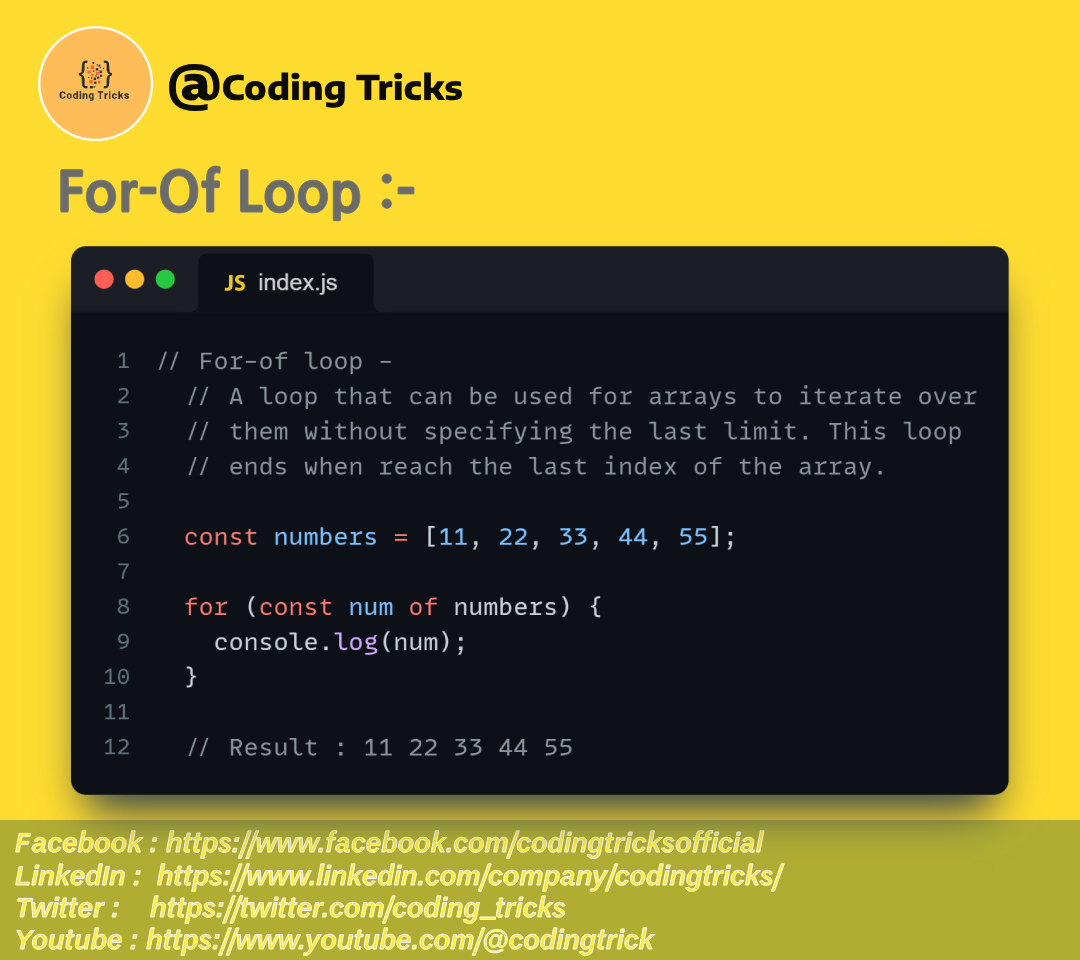 { }
Coding Tricks
@Coding Tricks
For-Of Loop :-
JS index.js
1 // For-of loop -
2 // A loop that can be used for arrays to iterate over
3 // them without specifying the last limit. This loop
4 // ends when reach the last index of the array.
5
6 const numbers = [11, 22, 33, 44, 55];
7
8 for (const num of numbers) {
9 console.log(num);
10 }
11
12 // Result : 11 22 33 44 55
Facebook : https://www.facebook.com/codingtricksofficial
LinkedIn : https://www.linkedin.com/company/codingtricks/
Twitter : https://twitter.com/coding_tricks
Youtube : https://www.youtube.com/@codingtrick